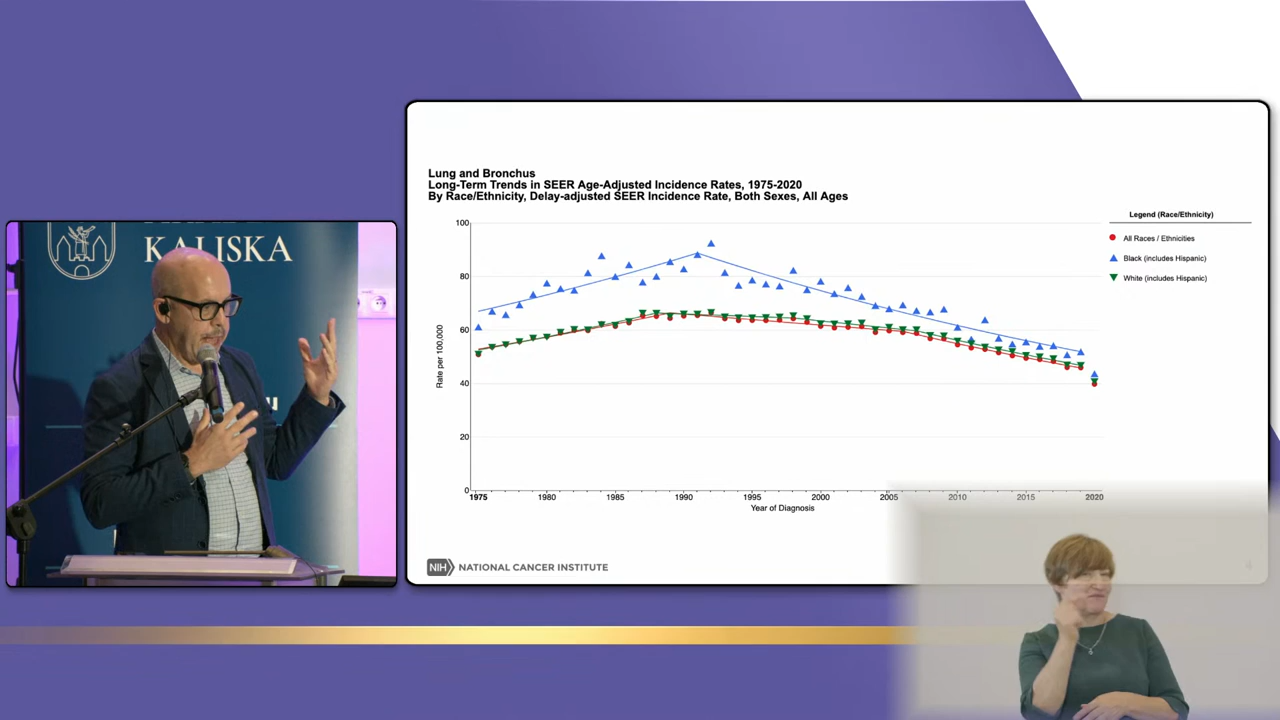 KALISKA
u
Lung and Bronchus
Long-Term Trends in SEER Age-Adjusted Incidence Rates, 1975-2020
By Race/Ethnicity, Delay-adjusted SEER Incidence Rate, Both Sexes, All Ages
Legend (Race/Ethnicity)
All Races / Ethnicities
Black (includes Hispanic)
White (includes Hispanic)
Rate per 100,000
100
80
60
40
20
0
1975 1980 1985 1990 1995 2000 2005 2010 2015 2020
Year of Diagnosis
NIH NATIONAL CANCER INSTITUTE